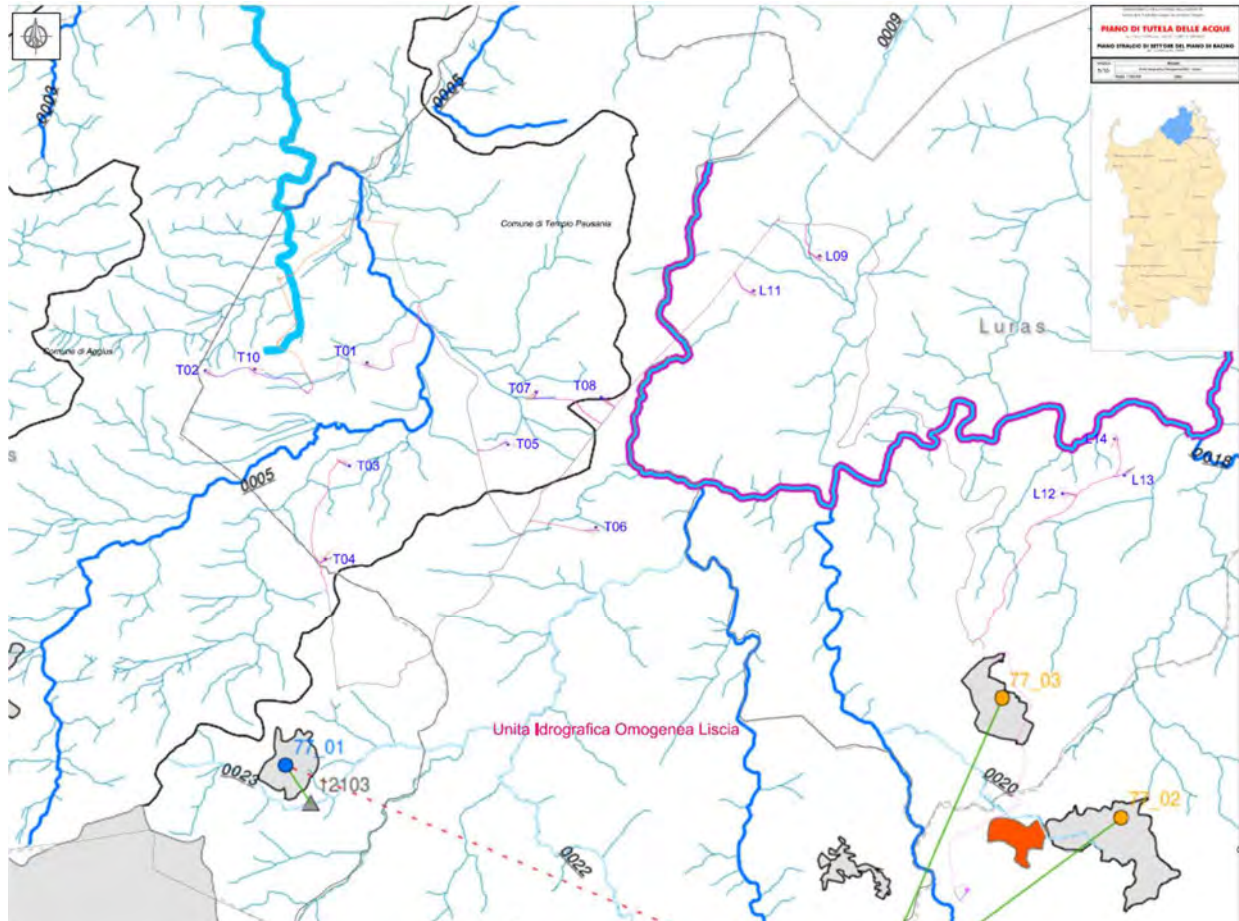 PIANO DI TUTELA DELLE ACQUE
PIANO STRALCIO DI SETTORE DEL PIANO DI BACINO
0003
0005
0009
Comune di Tempio Pausania
L09
L11
Luras
Comune di Aggius
T02
T10
T01
T07
T08
T05
T03
0005
T04
T06
L14
0018
L13
L12
s
77_03
Unita Idrografica Omogenea Liscia
77_01
0023
12103
0020
77_02
0022